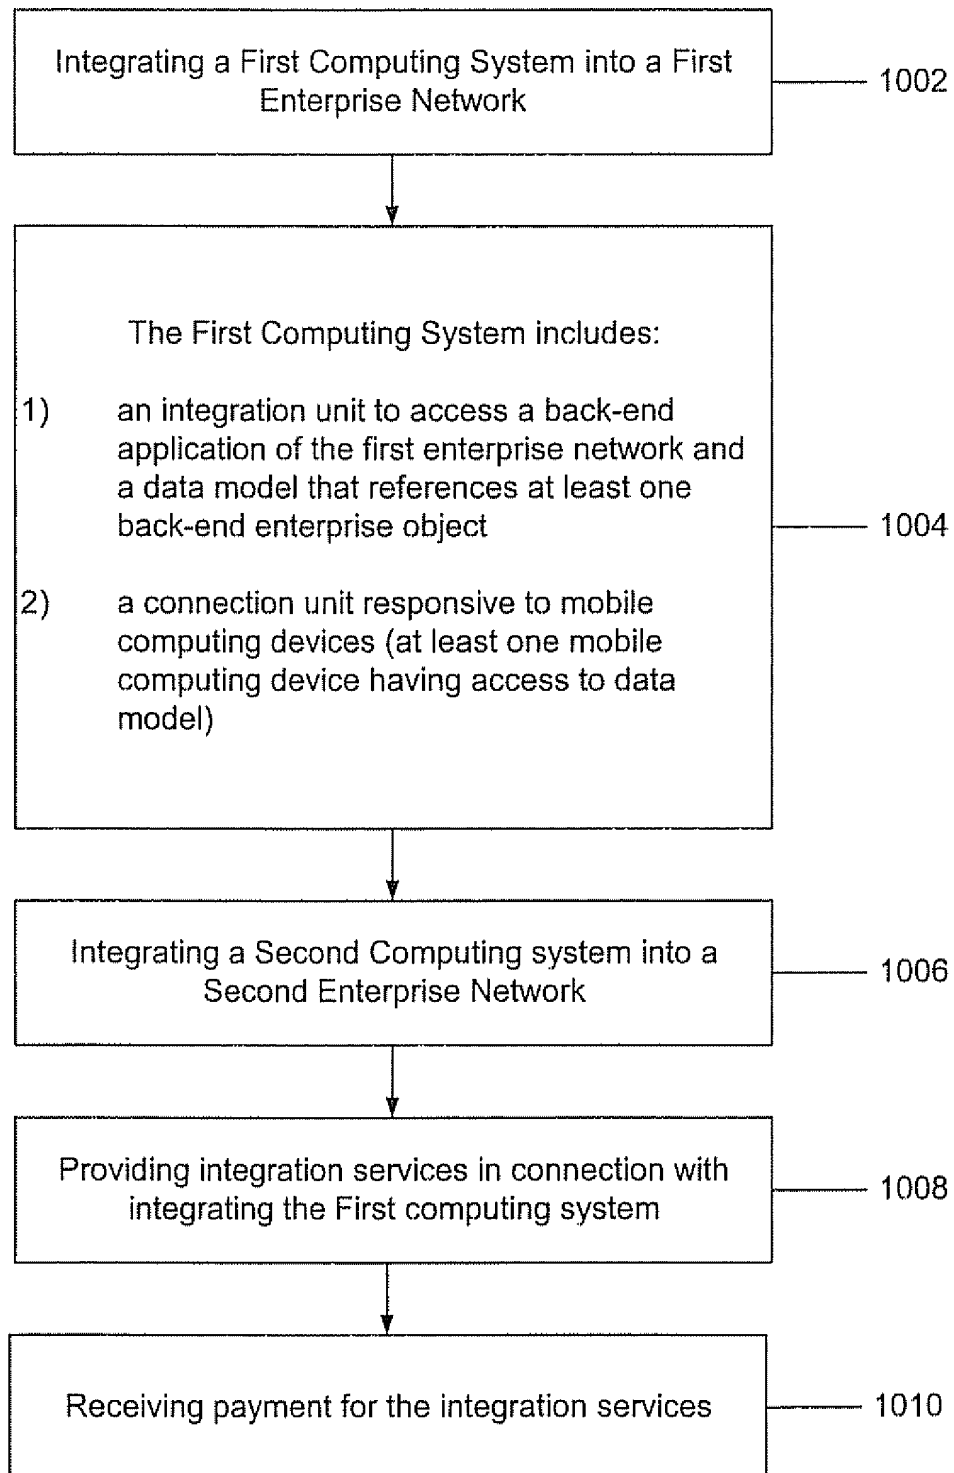 Integrating a First Computing System into a First
Enterprise Network
1002
The First Computing System includes:
1) an integration unit to access a back-end
application of the first enterprise network and
a data model that references at least one
back-end enterprise object
1004
2) a connection unit responsive to mobile
computing devices (at least one mobile
computing device having access to data
model)
Integrating a Second Computing system into a
Second Enterprise Network
1006
Providing integration services in connection with
integrating the First computing system
1008
Receiving payment for the integration services
1010